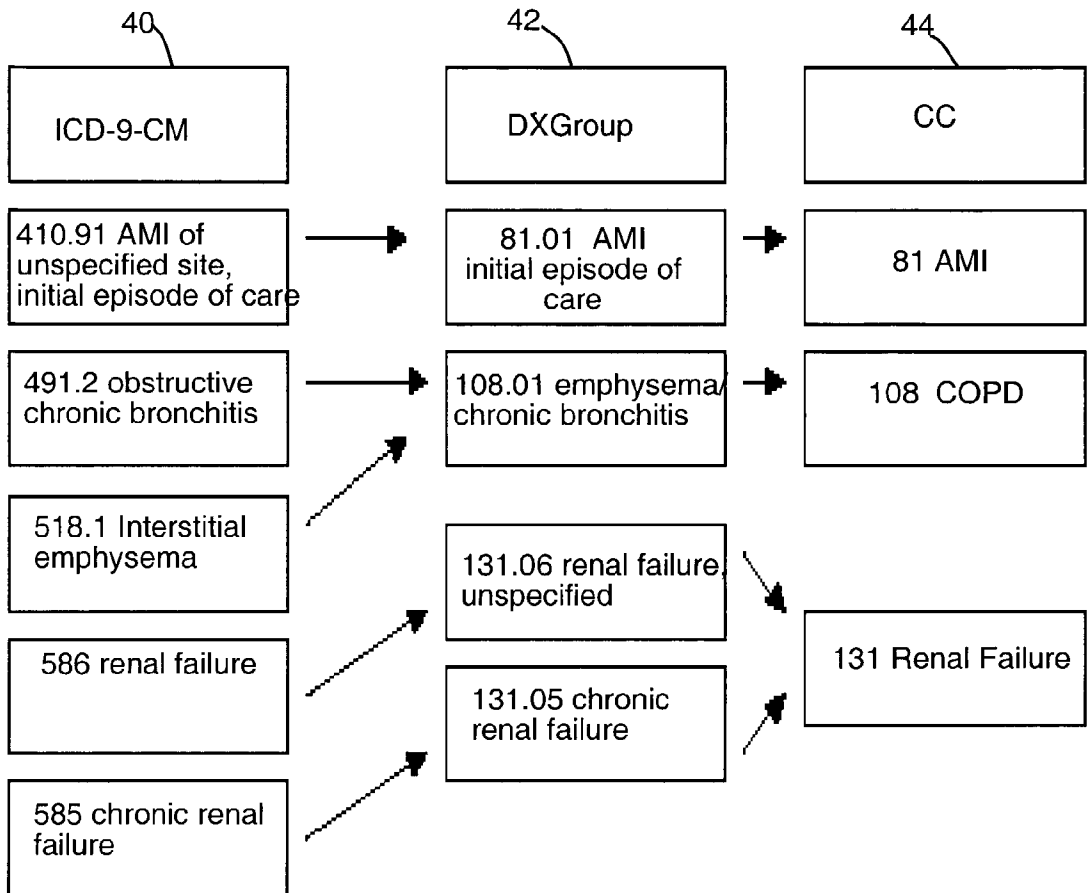 40
42
44
ICD-9-CM
DXGroup
CC
410.91 AMI of
unspecified site,
initial episode of care
81.01 AMI
initial episode of
care
81 AMI
491.2 obstructive
chronic bronchitis
108.01 emphysema/
chronic bronchitis
108 COPD
518.1 Interstitial
emphysema
131.06 renal failure,
unspecified
586 renal failure
131.05 chronic
renal failure
131 Renal Failure
585 chronic renal
failure